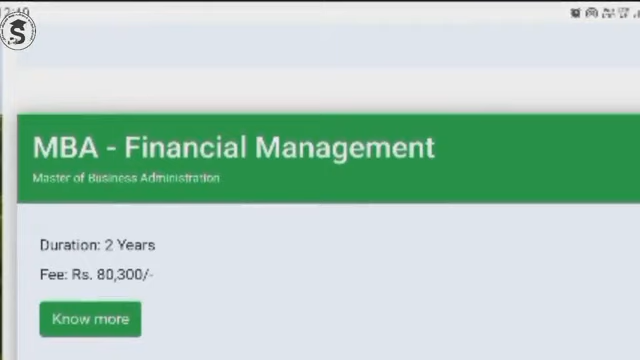 MBA - Financial Management
Master of Business Administration
Duration: 2 Years
Fee: Rs. 80,300/-
Know more